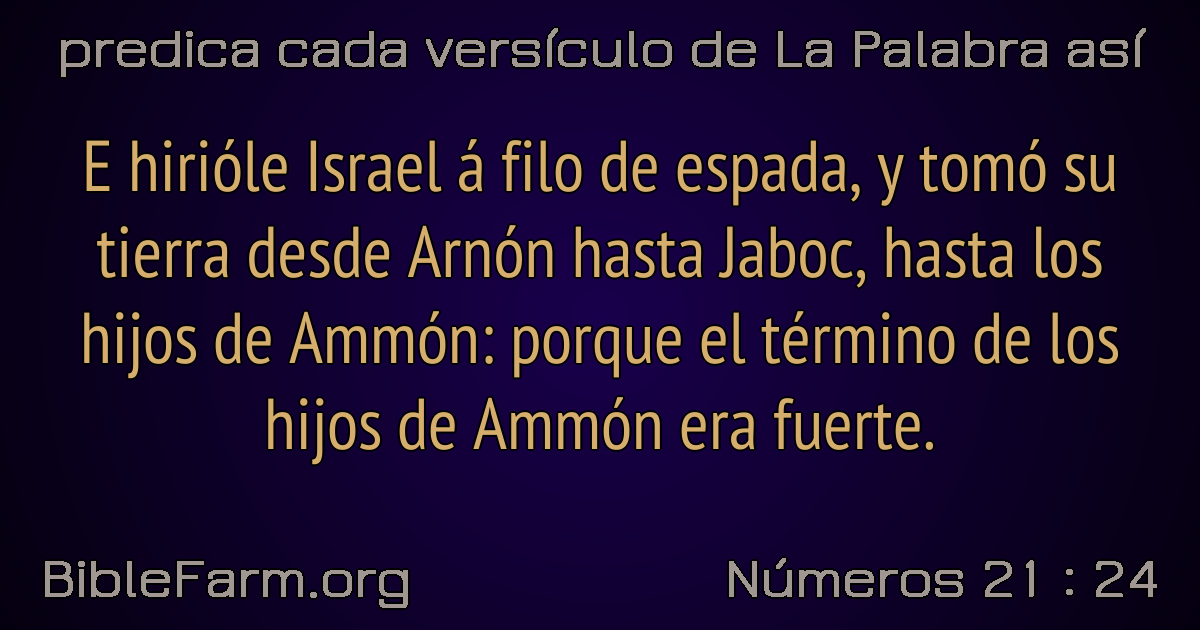 predica cada versículo de La Palabra así
E hirióle Israel á filo de espada, y tomó su
tierra desde Arnón hasta Jaboc, hasta los
hijos de Ammón: porque el término de los
hijos de Ammón era fuerte.
BibleFarm.org
Números 21 : 24